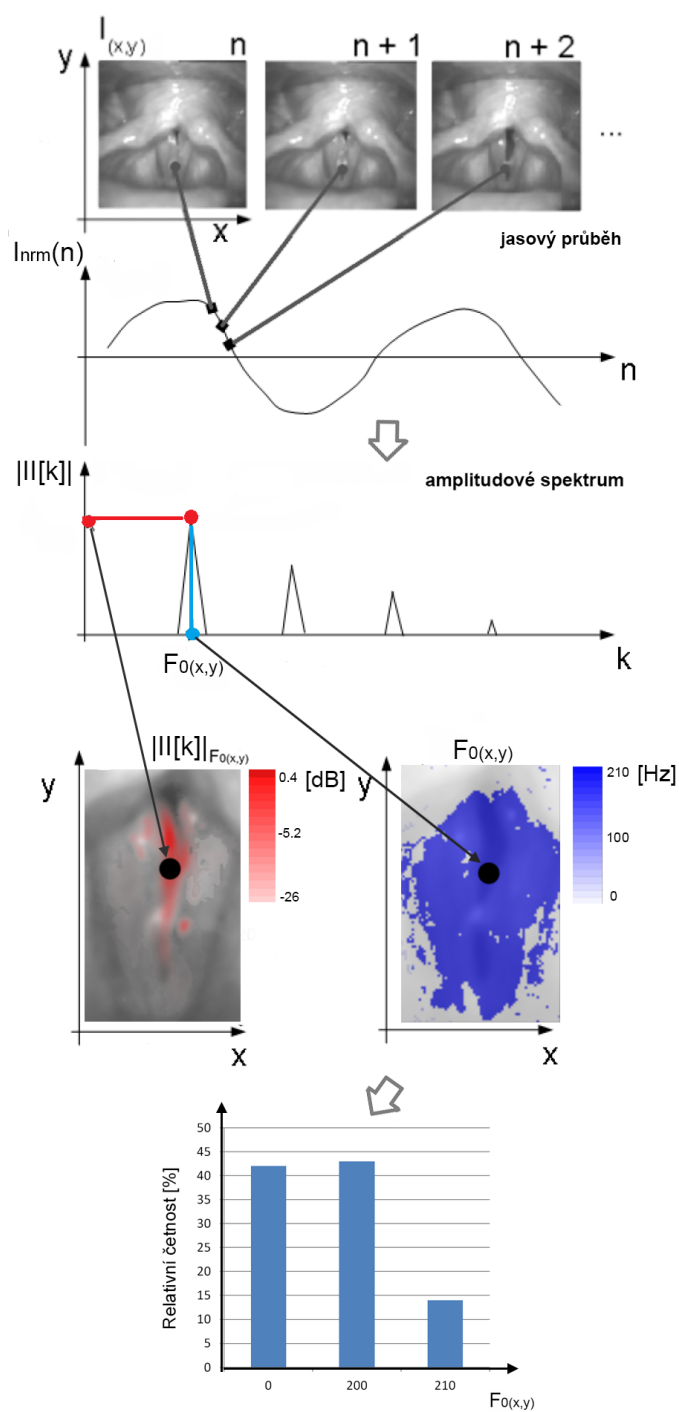 I(x,y)
n
n + 1
n + 2
...
y
x
jasový průběh
Inrm(n)
n
|II[k]|
amplitudové spektrum
F0(x,y)
k
|II[k]|F0(x,y)
y
0.4
[dB]
-5.2
-26
x
F0(x,y)
y
210
[Hz]
100
0
x
Relativní četnost [%]
50
45
40
35
30
25
20
15
10
5
0
0
200
210
F0(x,y)